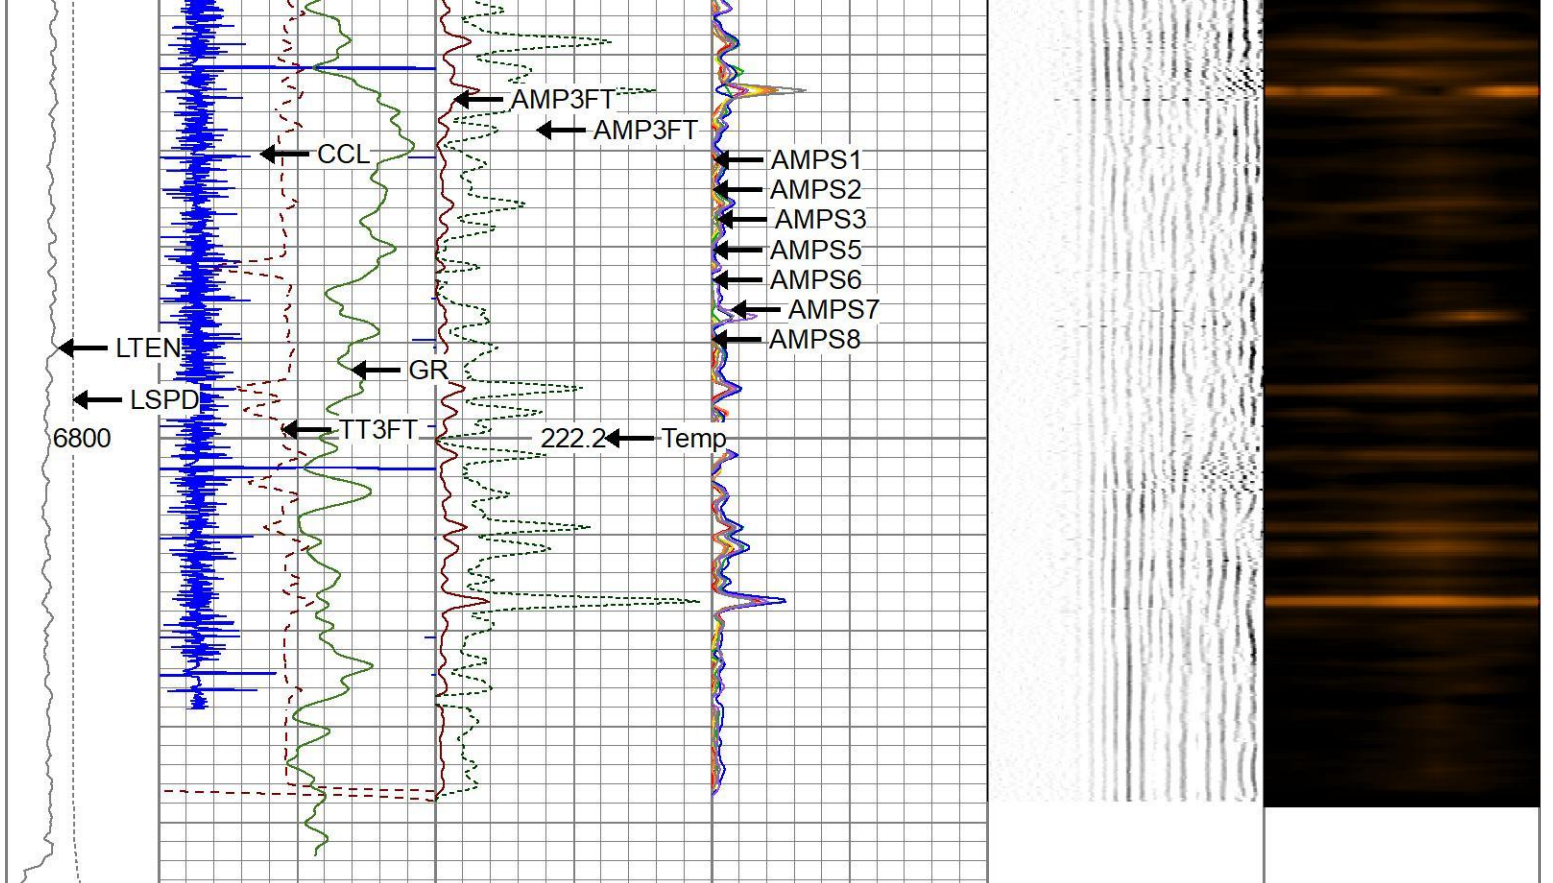 AMP3FT
AMP3FT
CCL
AMPS1
AMPS2
AMPS3
AMPS5
AMPS6
AMPS7
AMPS8
LTEN
GR
LSPD
TT3FT
6800
222.2
Temp